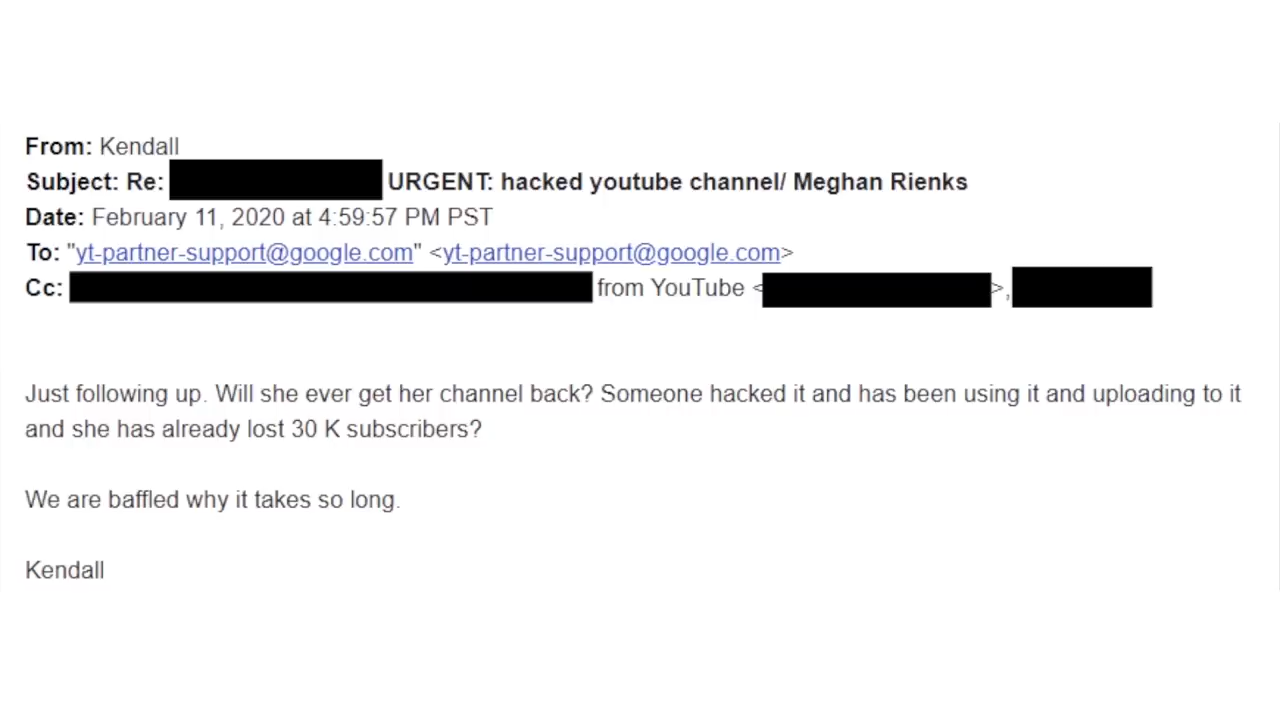 From: Kendall
Subject: Re: URGENT: hacked youtube channel/ Meghan Rienks
Date: February 11, 2020 at 4:59:57 PM PST
To: "yt-partner-support@google.com" <yt-partner-support@google.com>
Cc: from YouTube < >,
Just following up. Will she ever get her channel back? Someone hacked it and has been using it and uploading to it
and she has already lost 30 K subscribers?
We are baffled why it takes so long.
Kendall